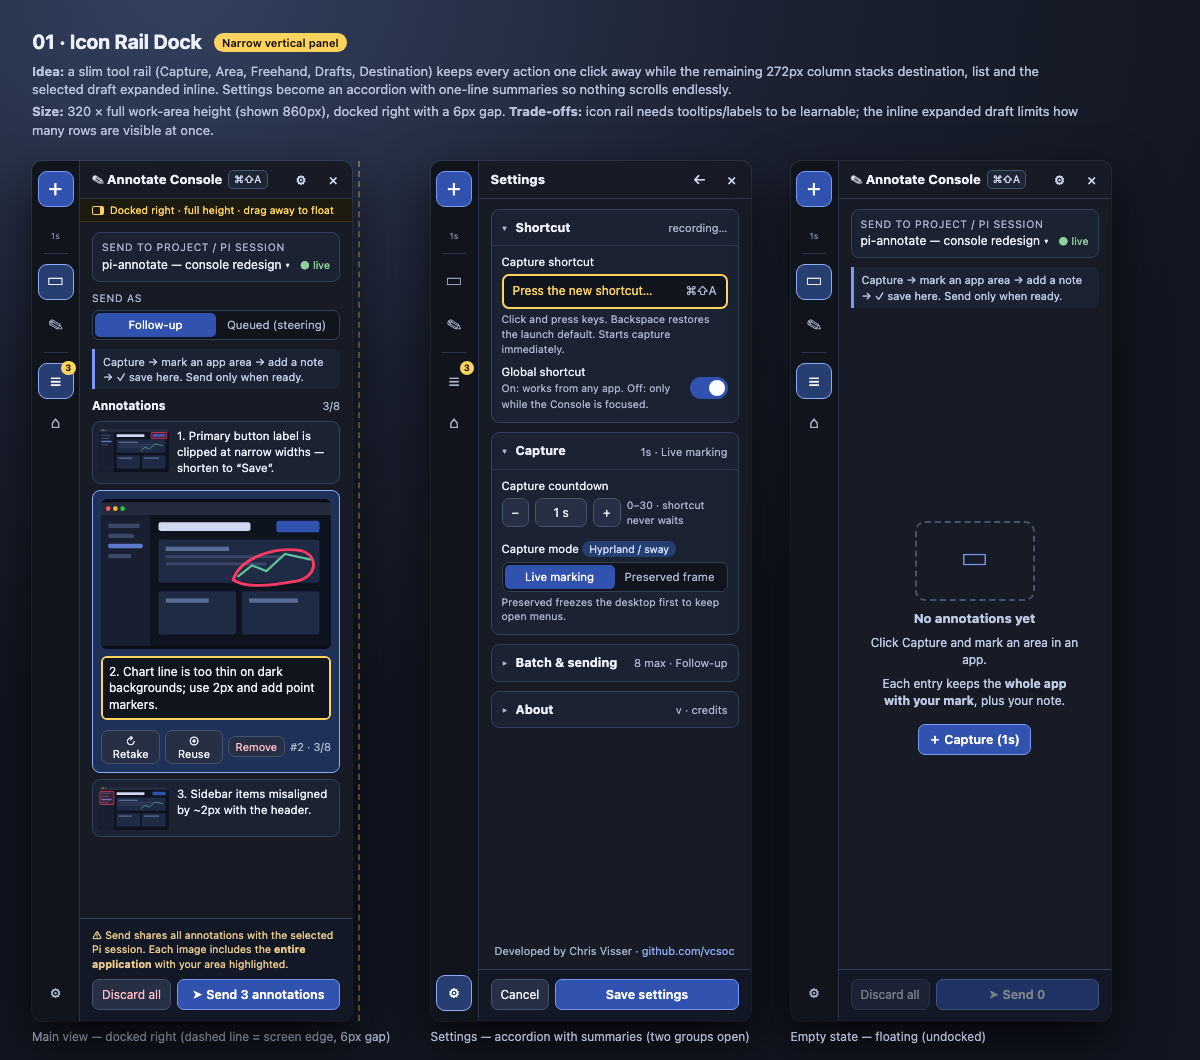 01 · Icon Rail Dock Narrow vertical panel
Idea: a slim tool rail (Capture, Area, Freehand, Drafts, Destination) keeps every action one click away while the remaining 272px column stacks destination, list and the
selected draft expanded inline. Settings become an accordion with one-line summaries so nothing scrolls endlessly.
Size: 320 × full work-area height (shown 860px), docked right with a 6px gap. Trade-offs: icon rail needs tooltips/labels to be learnable; the inline expanded draft limits how
many rows are visible at once.
+
1s
3
✎ Annotate Console ⌘⇧A ⚙ ×
Docked right · full height · drag away to float
SEND TO PROJECT / PI SESSION
pi-annotate — console redesign ▾ ● live
SEND AS
Follow-up Queued (steering)
Capture → mark an app area → add a note
→ ✓ save here. Send only when ready.
Annotations 3/8
1. Primary button label is
clipped at narrow widths —
shorten to “Save”.
2. Chart line is too thin on dark
backgrounds; use 2px and add point
markers.
↻ Retake
Reuse
Remove #2 · 3/8
3. Sidebar items misaligned
by ~2px with the header.
⚠ Send shares all annotations with the selected
Pi session. Each image includes the entire
application with your area highlighted.
Discard all ➤ Send 3 annotations
Main view — docked right (dashed line = screen edge, 6px gap)
+
1s
3
Settings ← ×
▾ Shortcut recording...
Capture shortcut
Press the new shortcut... ⌘⇧A
Click and press keys. Backspace restores
the launch default. Starts capture
immediately.
Global shortcut
On: works from any app. Off: only
while the Console is focused.
▾ Capture 1s · Live marking
Capture countdown
− 1 s + 0–30 · shortcut
never waits
Capture mode Hyprland / sway
Live marking Preserved frame
Preserved freezes the desktop first to keep
open menus.
▸ Batch & sending 8 max · Follow-up
▸ About v · credits
Developed by Chris Visser · github.com/vcsoc
Cancel Save settings
Settings — accordion with summaries (two groups open)
+
1s
✎ Annotate Console ⌘⇧A ⚙ ×
SEND TO PROJECT / PI SESSION
pi-annotate — console redesign ▾ ● live
Capture → mark an app area → add a note
→ ✓ save here. Send only when ready.
No annotations yet
Click Capture and mark an area in an
app.
Each entry keeps the whole app
with your mark, plus your note.
+ Capture (1s)
Discard all ➤ Send 0
Empty state — floating (undocked)